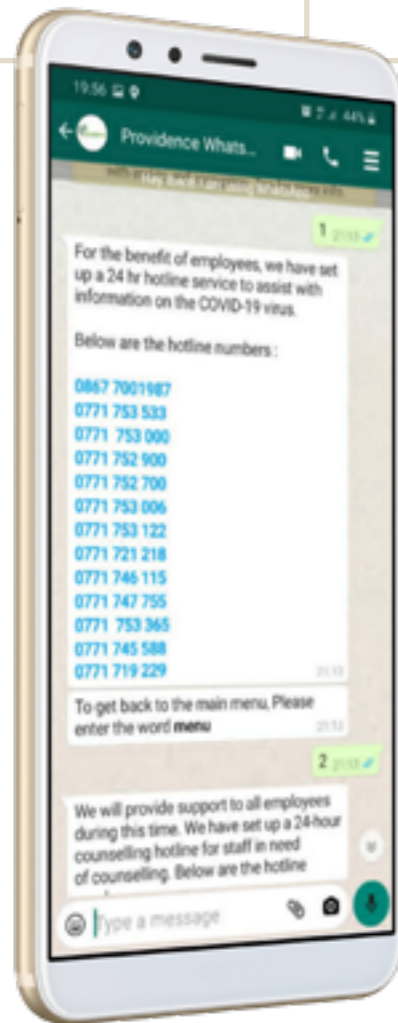 19:56
44%
Providence Whats...
1 21:13
For the benefit of employees, we have set
up a 24 hr hotline service to assist with
information on the COVID-19 virus.
Below are the hotline numbers :
0867 7001987
0771 753 533
0771 753 000
0771 752 900
0771 752 700
0771 753 006
0771 753 122
0771 721 218
0771 746 115
0771 747 755
0771 753 365
0771 745 588
0771 719 229
21:13
To get back to the main menu, Please
enter the word menu
21:13
2 21:13
We will provide support to all employees
during this time. We have set up a 24-hour
counselling hotline for staff in need
of counselling. Below are the hotline
Type a message